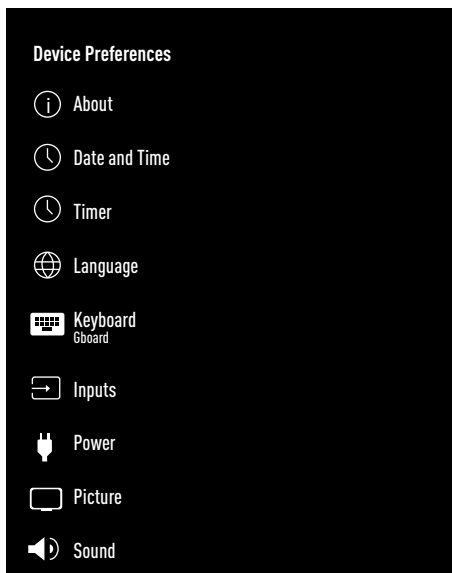 Device Preferences
About
Date and Time
Timer
Language
Keyboard
Gboard
Inputs
Power
Picture
Sound